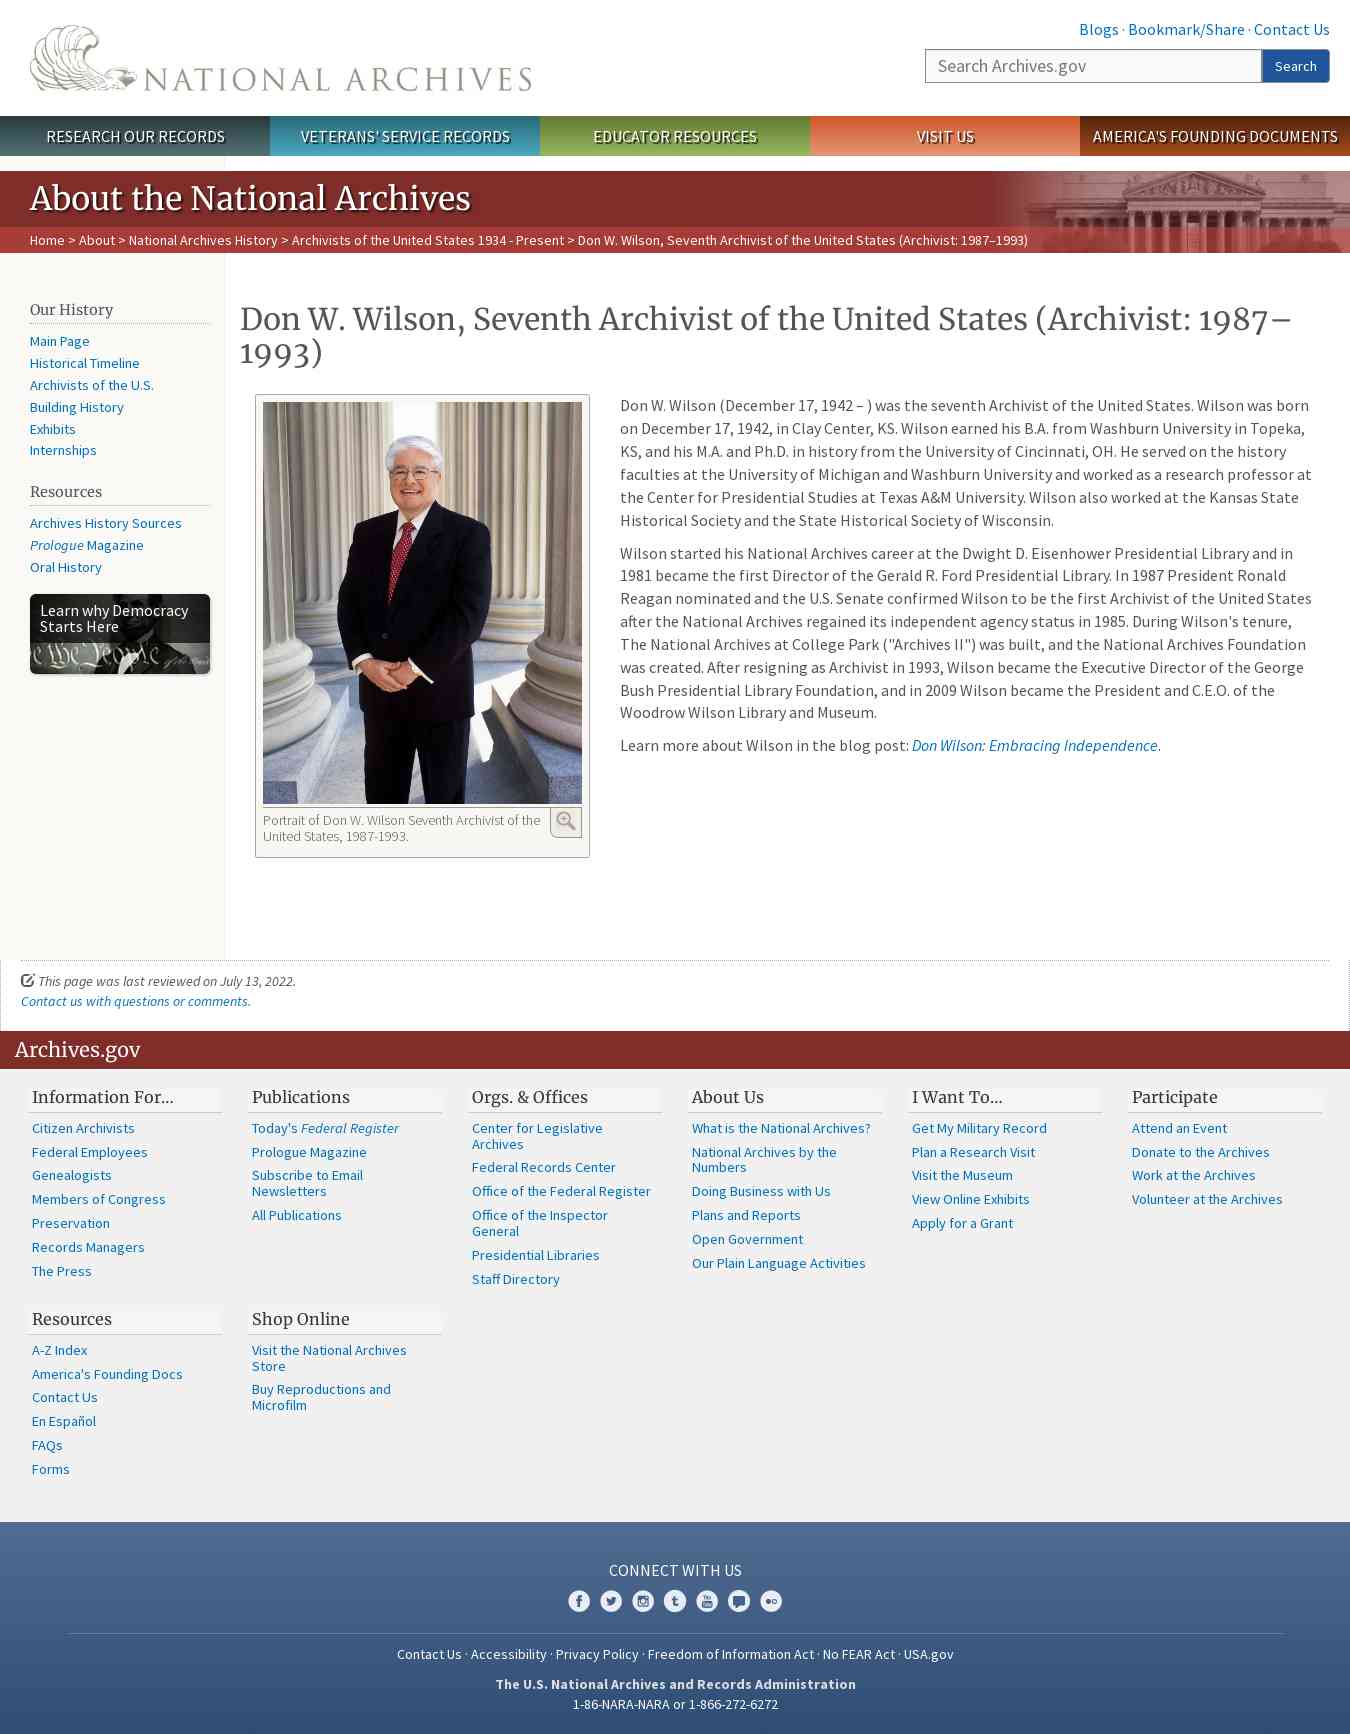 NATIONAL ARCHIVES
Blogs · Bookmark/Share · Contact Us
Search Archives.gov
Search
RESEARCH OUR RECORDS
VETERANS' SERVICE RECORDS
EDUCATOR RESOURCES
VISIT US
AMERICA'S FOUNDING DOCUMENTS
About the National Archives
Home > About > National Archives History > Archivists of the United States 1934 - Present > Don W. Wilson, Seventh Archivist of the United States (Archivist: 1987–1993)
Our History
Main Page
Historical Timeline
Archivists of the U.S.
Building History
Exhibits
Internships
Resources
Archives History Sources
Prologue Magazine
Oral History
Learn why Democracy
Starts Here
We the People
Don W. Wilson, Seventh Archivist of the United States (Archivist: 1987–
1993)
Portrait of Don W. Wilson Seventh Archivist of the
United States, 1987-1993.
Don W. Wilson (December 17, 1942 – ) was the seventh Archivist of the United States. Wilson was born
on December 17, 1942, in Clay Center, KS. Wilson earned his B.A. from Washburn University in Topeka,
KS, and his M.A. and Ph.D. in history from the University of Cincinnati, OH. He served on the history
faculties at the University of Michigan and Washburn University and worked as a research professor at
the Center for Presidential Studies at Texas A&M University. Wilson also worked at the Kansas State
Historical Society and the State Historical Society of Wisconsin.
Wilson started his National Archives career at the Dwight D. Eisenhower Presidential Library and in
1981 became the first Director of the Gerald R. Ford Presidential Library. In 1987 President Ronald
Reagan nominated and the U.S. Senate confirmed Wilson to be the first Archivist of the United States
after the National Archives regained its independent agency status in 1985. During Wilson's tenure,
The National Archives at College Park ("Archives II") was built, and the National Archives Foundation
was created. After resigning as Archivist in 1993, Wilson became the Executive Director of the George
Bush Presidential Library Foundation, and in 2009 Wilson became the President and C.E.O. of the
Woodrow Wilson Library and Museum.
Learn more about Wilson in the blog post: Don Wilson: Embracing Independence.
This page was last reviewed on July 13, 2022.
Contact us with questions or comments.
Archives.gov
Information For…
Citizen Archivists
Federal Employees
Genealogists
Members of Congress
Preservation
Records Managers
The Press
Publications
Today's Federal Register
Prologue Magazine
Subscribe to Email
Newsletters
All Publications
Orgs. & Offices
Center for Legislative
Archives
Federal Records Center
Office of the Federal Register
Office of the Inspector
General
Presidential Libraries
Staff Directory
About Us
What is the National Archives?
National Archives by the
Numbers
Doing Business with Us
Plans and Reports
Open Government
Our Plain Language Activities
I Want To…
Get My Military Record
Plan a Research Visit
Visit the Museum
View Online Exhibits
Apply for a Grant
Participate
Attend an Event
Donate to the Archives
Work at the Archives
Volunteer at the Archives
Resources
A-Z Index
America's Founding Docs
Contact Us
En Español
FAQs
Forms
Shop Online
Visit the National Archives
Store
Buy Reproductions and
Microfilm
CONNECT WITH US
Contact Us · Accessibility · Privacy Policy · Freedom of Information Act · No FEAR Act · USA.gov
The U.S. National Archives and Records Administration
1-86-NARA-NARA or 1-866-272-6272